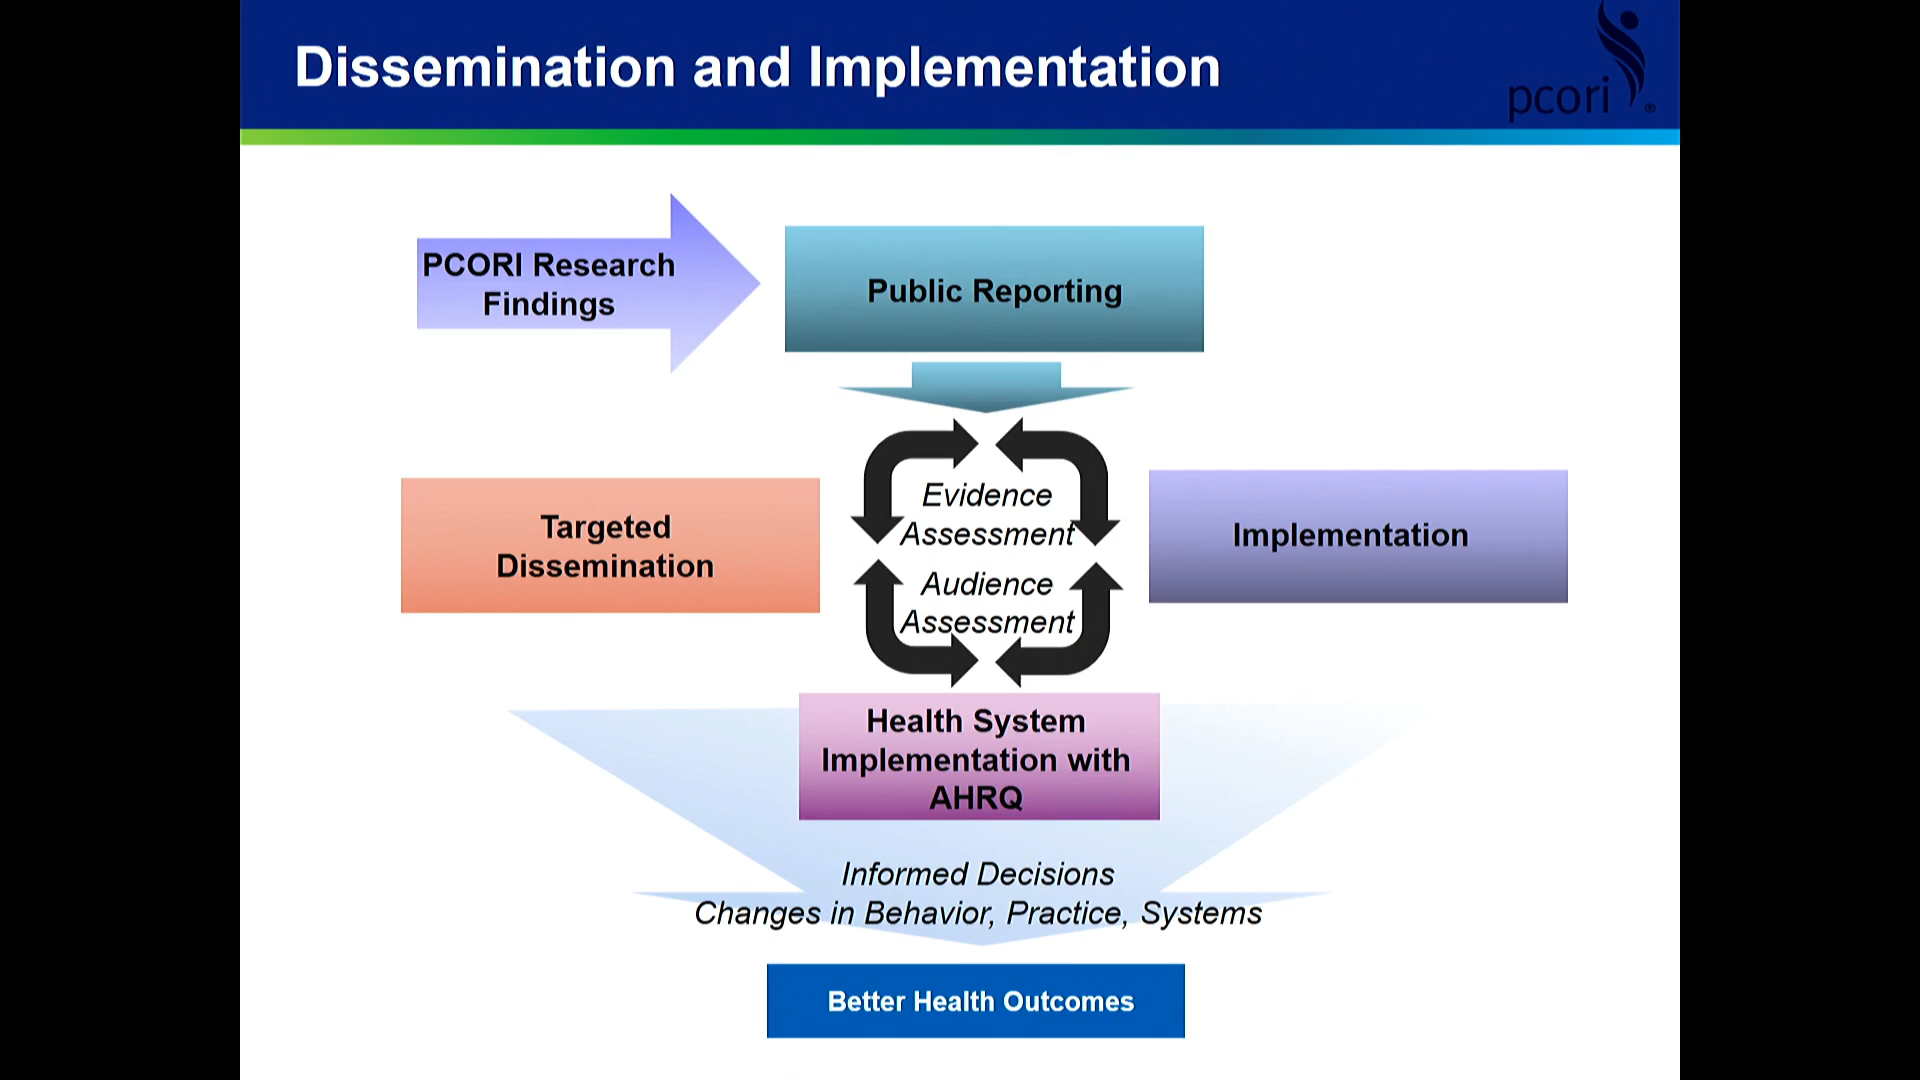 Dissemination and Implementation
pcori
®
PCORI Research
Findings
Public Reporting
Targeted
Dissemination
Evidence
Assessment
Audience
Assessment
Implementation
Health System
Implementation with
AHRQ
Informed Decisions
Changes in Behavior, Practice, Systems
Better Health Outcomes